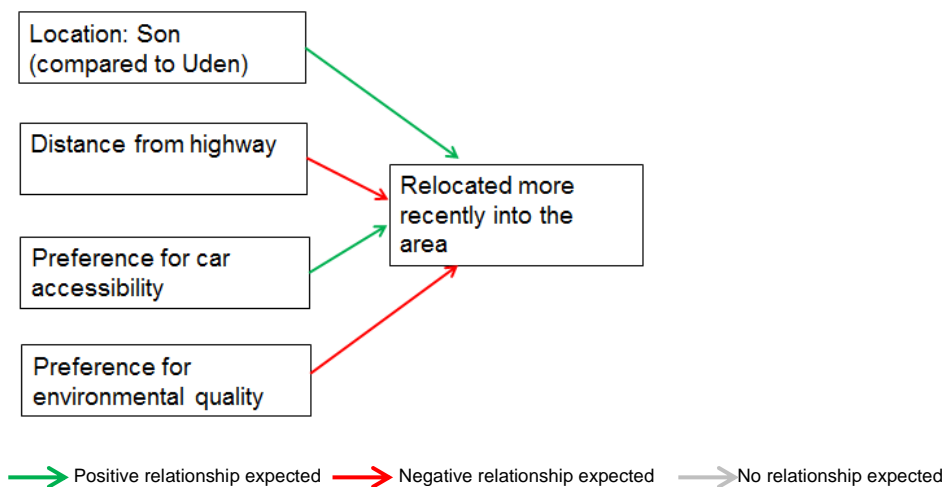 Location: Son
(compared to Uden)
Distance from highway
Relocated more
recently into the
area
Preference for car
accessibility
Preference for
environmental quality
Positive relationship expected
Negative relationship expected
No relationship expected